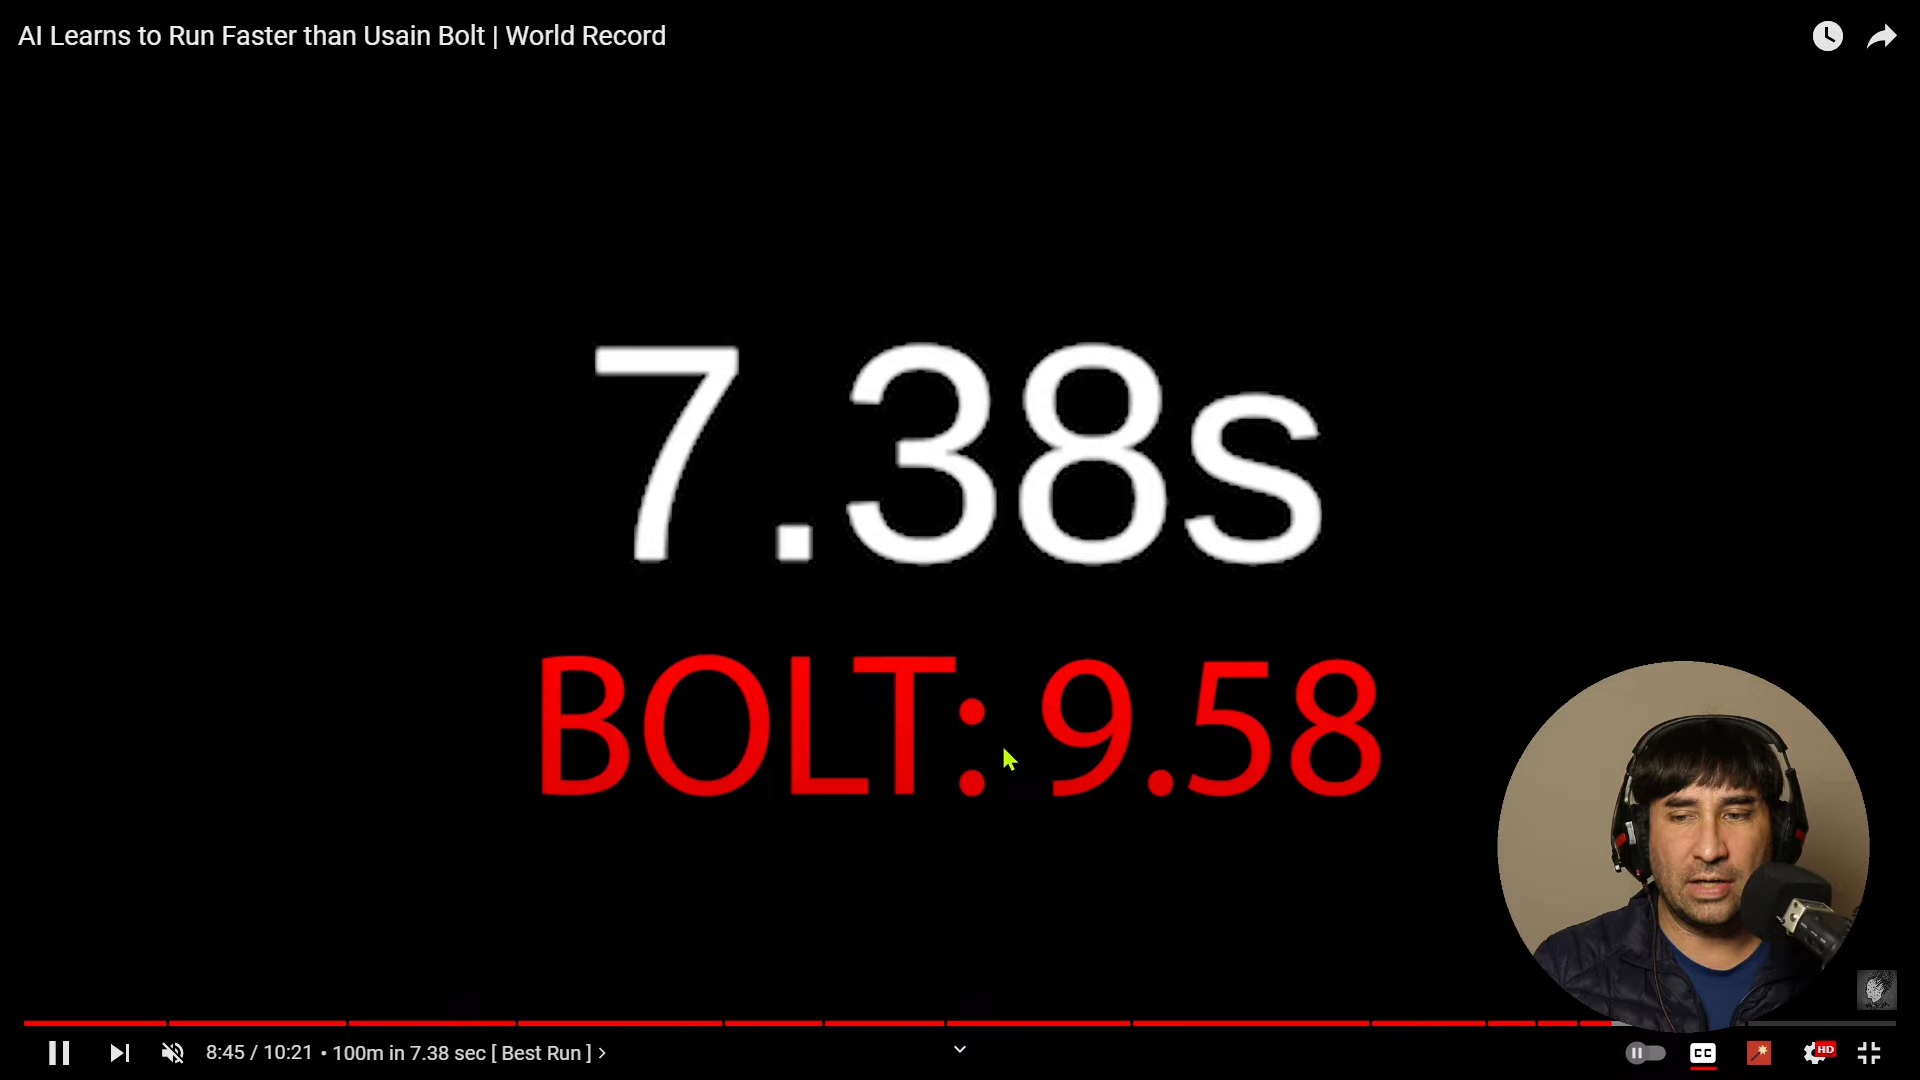 AI Learns to Run Faster than Usain Bolt | World Record
7.38s
BOLT: 9.58
8:45 / 10:21 • 100m in 7.38 sec [ Best Run ] >
CC
HD